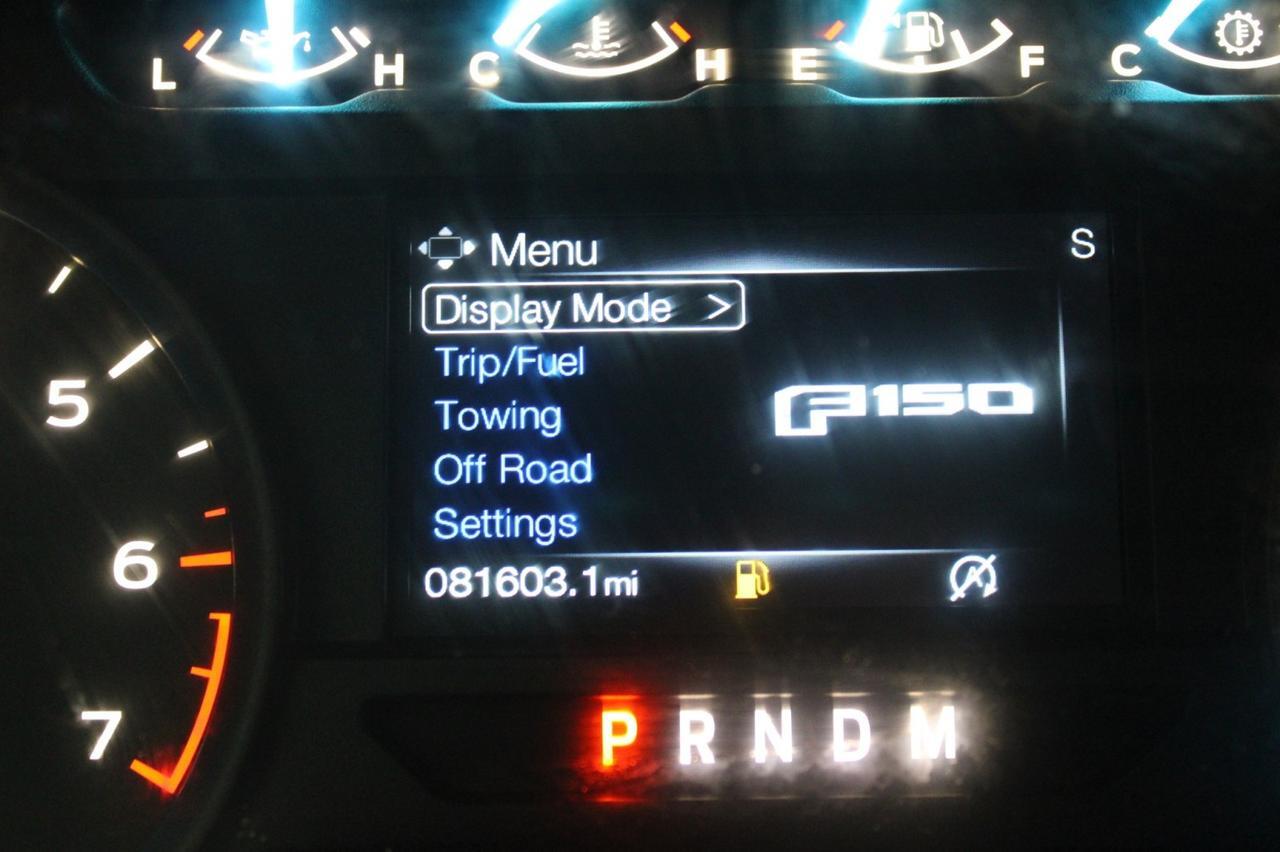 L H C H E F C
Menu S
Display Mode >
Trip/Fuel
5
F150
Towing
Off Road
Settings
6
081603.1mi
7
P R N D M